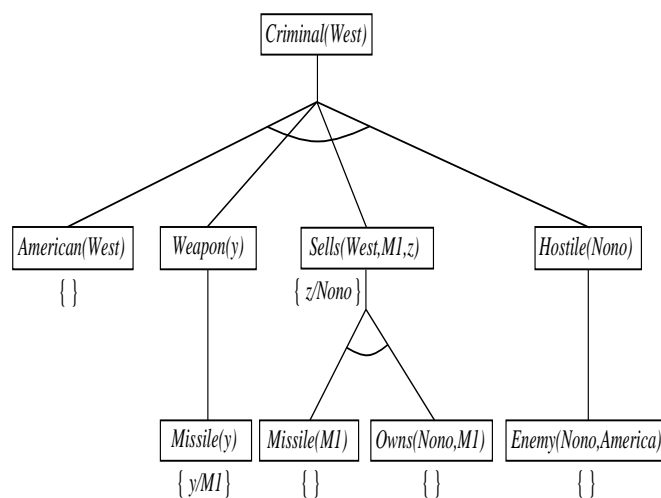 Criminal(West)
American(West) Weapon(y) Sells(West,M1,z) Hostile(Nono)
{ } { z/Nono }
Missile(y) Missile(M1) Owns(Nono,M1) Enemy(Nono,America)
{ y/M1} { } { } { }